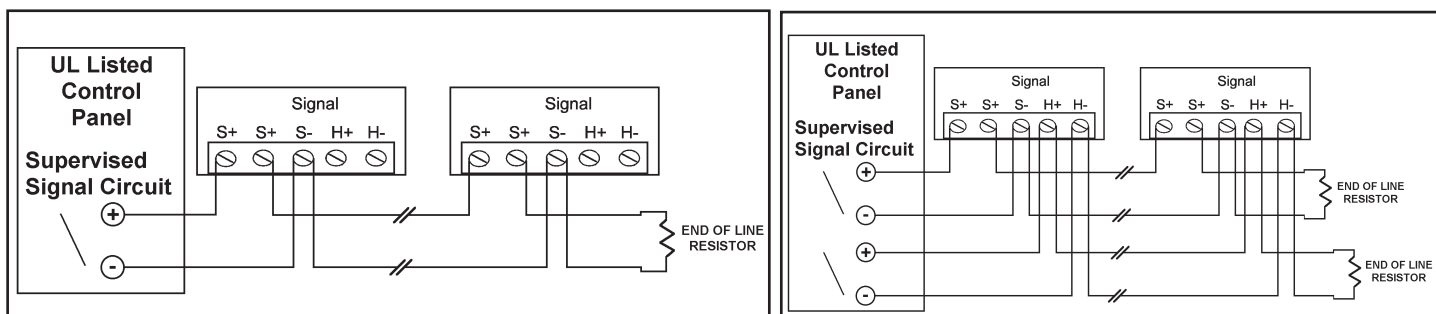 UL Listed
Control
Panel
Signal
S+ S+ S- H+ H-
Signal
S+ S+ S- H+ H-
Supervised
Signal Circuit
+
-
END OF LINE
RESISTOR
UL Listed
Control
Panel
Signal
S+ S+ S- H+ H-
Signal
S+ S+ S- H+ H-
Supervised
Signal Circuit
+
-
+
-
END OF LINE
RESISTOR
END OF LINE
RESISTOR